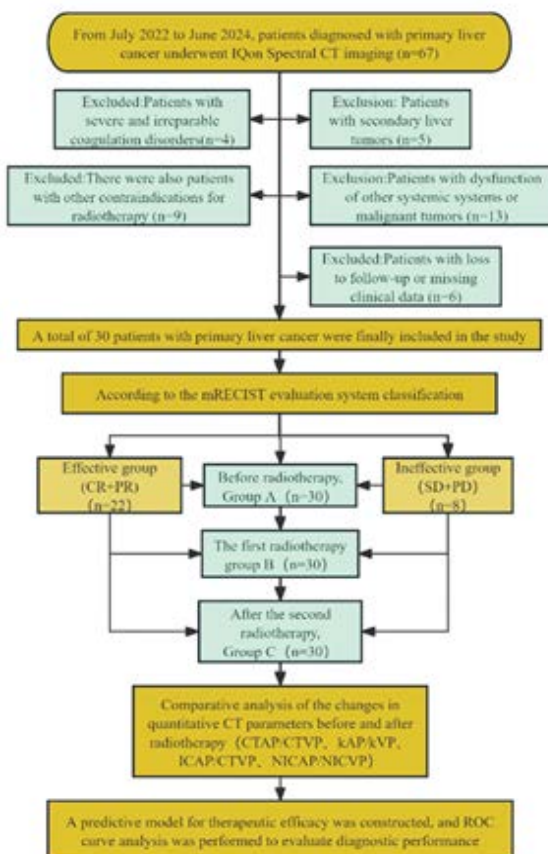 From July 2022 to June 2024, patients diagnosed with primary liver
cancer underwent IQon Spectral CT imaging (n=67)
Excluded:Patients with
severe and irreparable
coagulation disorders(n=4)
Exclusion: Patients
with secondary liver
tumors (n=5)
Excluded:There were also patients
with other contraindications for
radiotherapy (n=9)
Exclusion:Patients with dysfunction
of other systemic systems or
malignant tumors (n=13)
Excluded:Patients with loss
to follow-up or missing
clinical data (n=6)
A total of 30 patients with primary liver cancer were finally included in the study
According to the mRECIST evaluation system classification
Effective group
(CR+PR)
(n=22)
Before radiotherapy,
Group A (n=30)
Ineffective group
(SD+PD)
(n=8)
The first radiotherapy
group B (n=30)
After the second
radiotherapy,
Group C (n=30)
Comparative analysis of the changes in
quantitative CT parameters before and after
radiotherapy (CTAP/CTVP、kAP/kVP、
ICAP/CTVP、NICAP/NICVP)
A predictive model for therapeutic efficacy was constructed, and ROC
curve analysis was performed to evaluate diagnostic performance